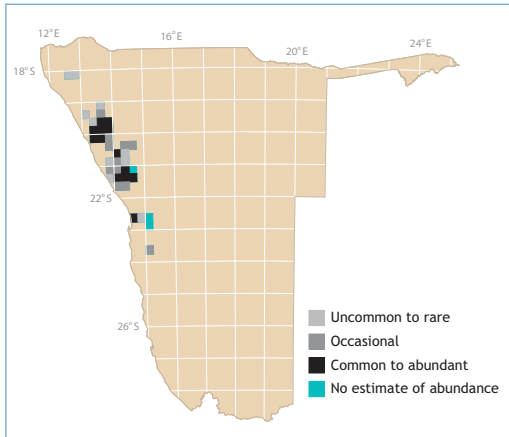 12°E
16°E
20°E
24°E
18°S
22°S
26°S
Uncommon to rare
Occasional
Common to abundant
No estimate of abundance